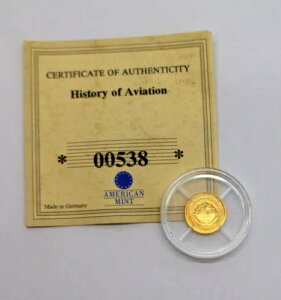 CERTIFICATE OF AUTHENTICITY
History of Aviation
* 00538 *
AMERICAN
MINT
Made in Germany